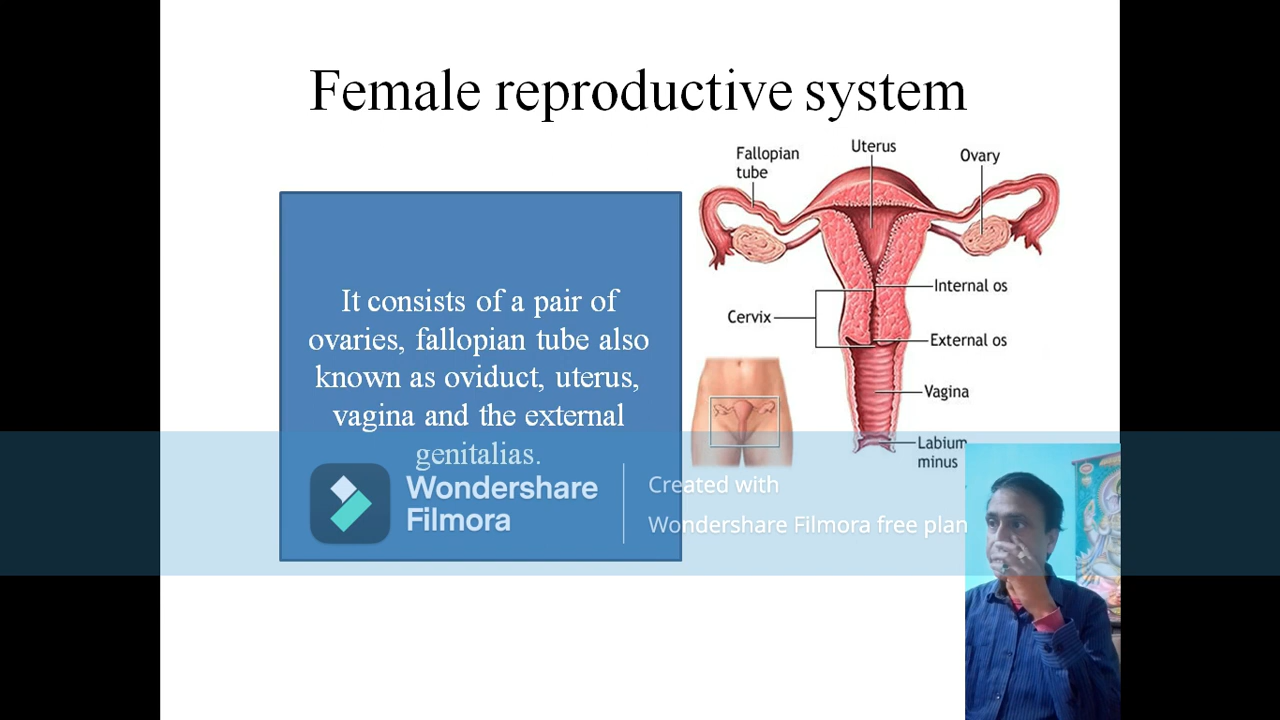 Female reproductive system
It consists of a pair of
ovaries, fallopian tube also
known as oviduct, uterus,
vagina and the external
genitalias.
Fallopian
tube
Uterus
Ovary
Internal os
Cervix
External os
Vagina
Labium
minus
Wondershare
Filmora
Created with
Wondershare Filmora free plan